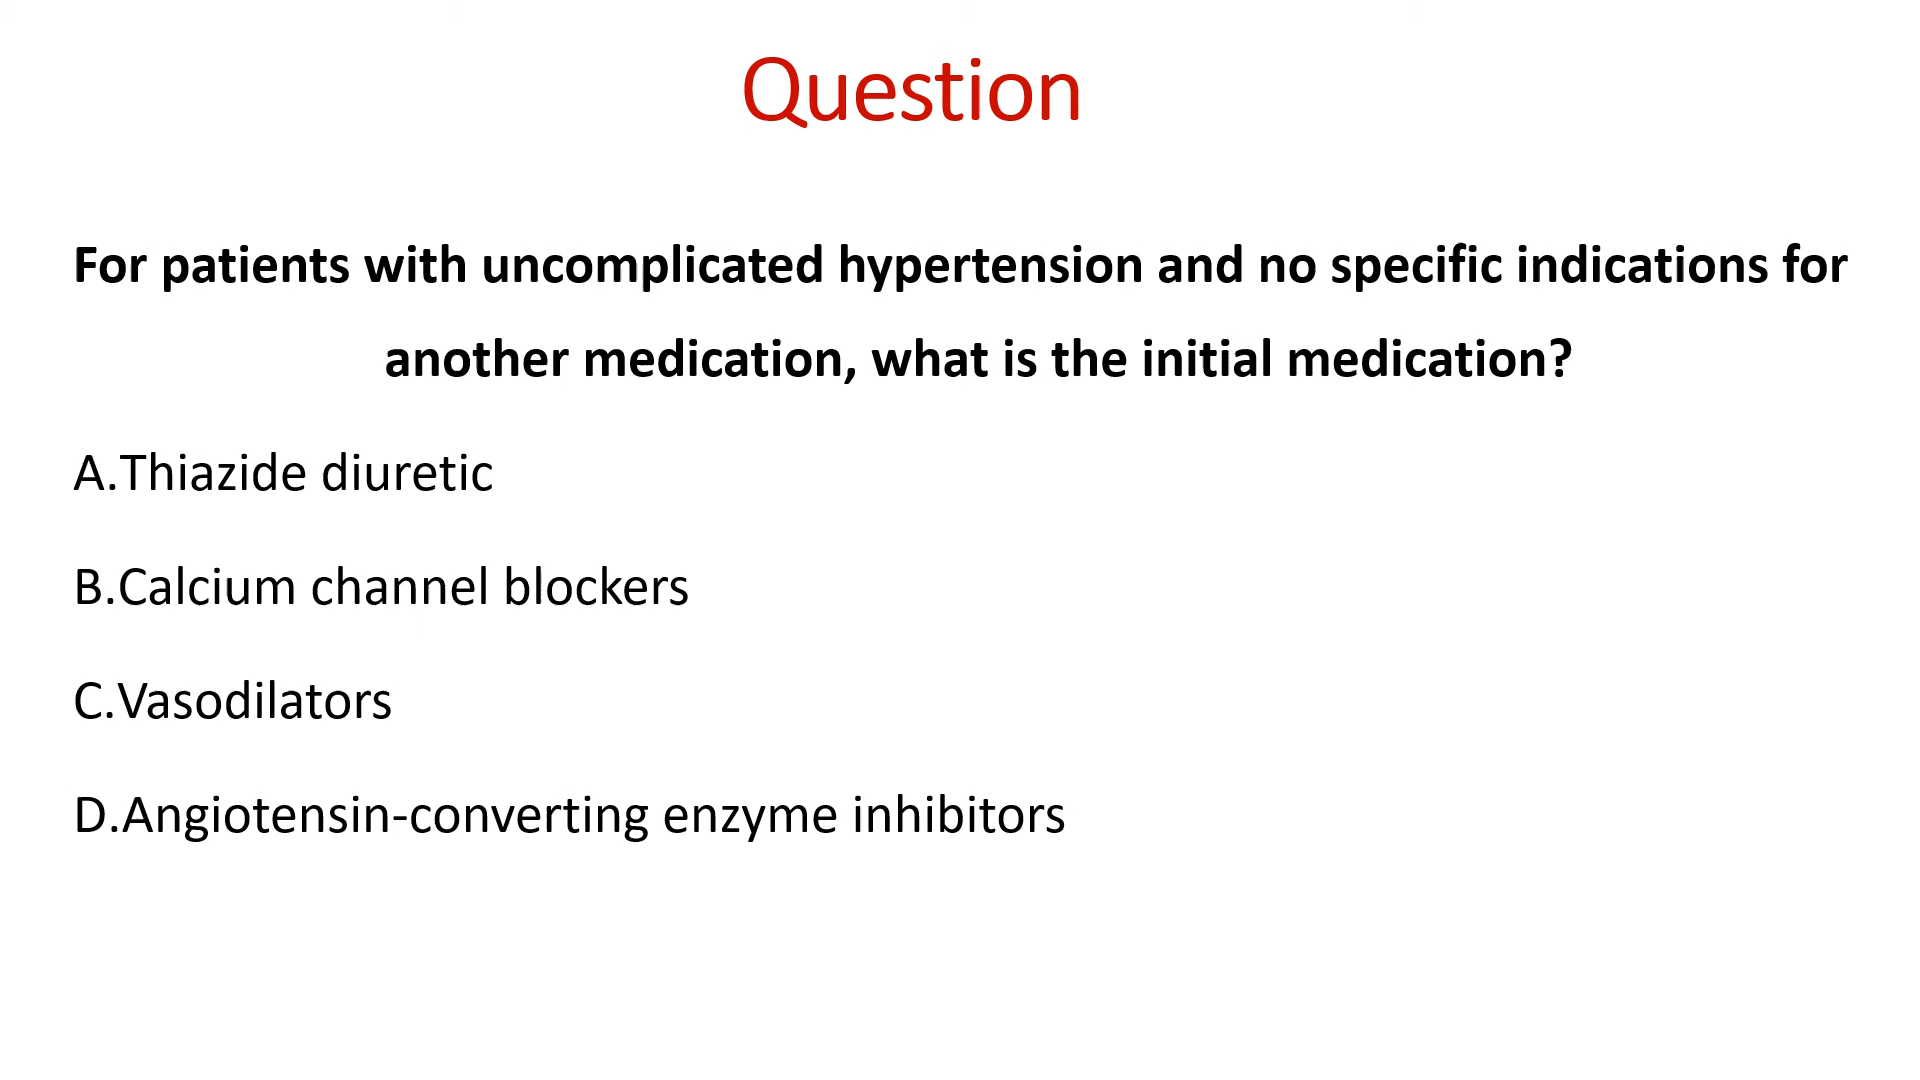 Question
For patients with uncomplicated hypertension and no specific indications for
another medication, what is the initial medication?
A.Thiazide diuretic
B.Calcium channel blockers
C.Vasodilators
D.Angiotensin-converting enzyme inhibitors